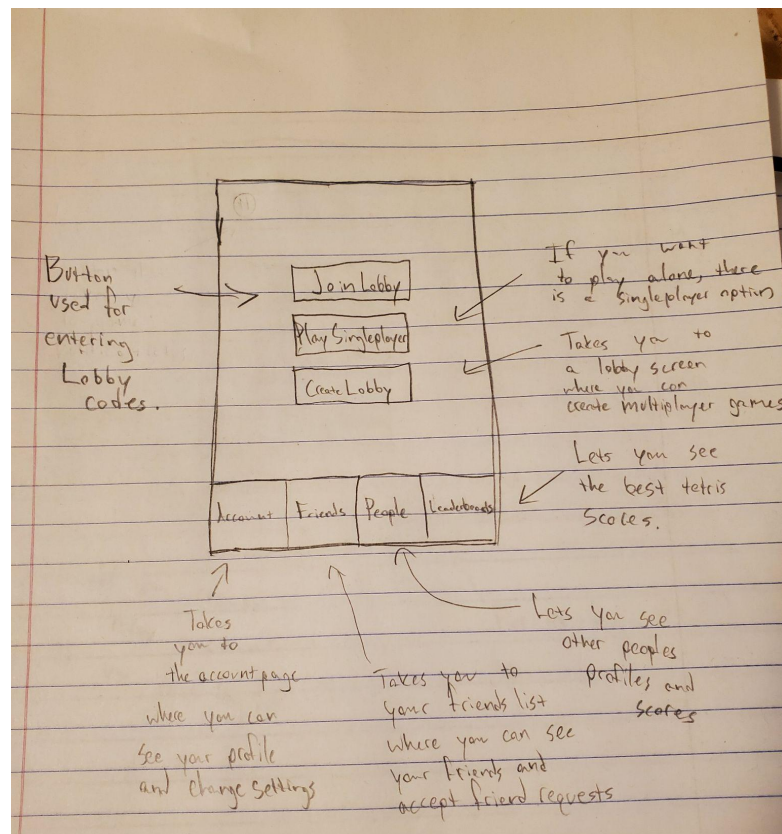 Button
used for
entering
Lobby
codes.
Join Lobby
Play Singleplayer
Create Lobby
If you want
to play alone, there
is a singleplayer option
Takes you to
a lobby screen
where you can
create multiplayer games
Lets you see
the best tetris
scores.
Account
Friends
People
Leaderboards
Takes
you to
the account page
where you can
see your profile
and change settings
Takes you to
your friends list
where you can see
your friends and
accept friend requests
Lets you see
other peoples
profiles and
scores